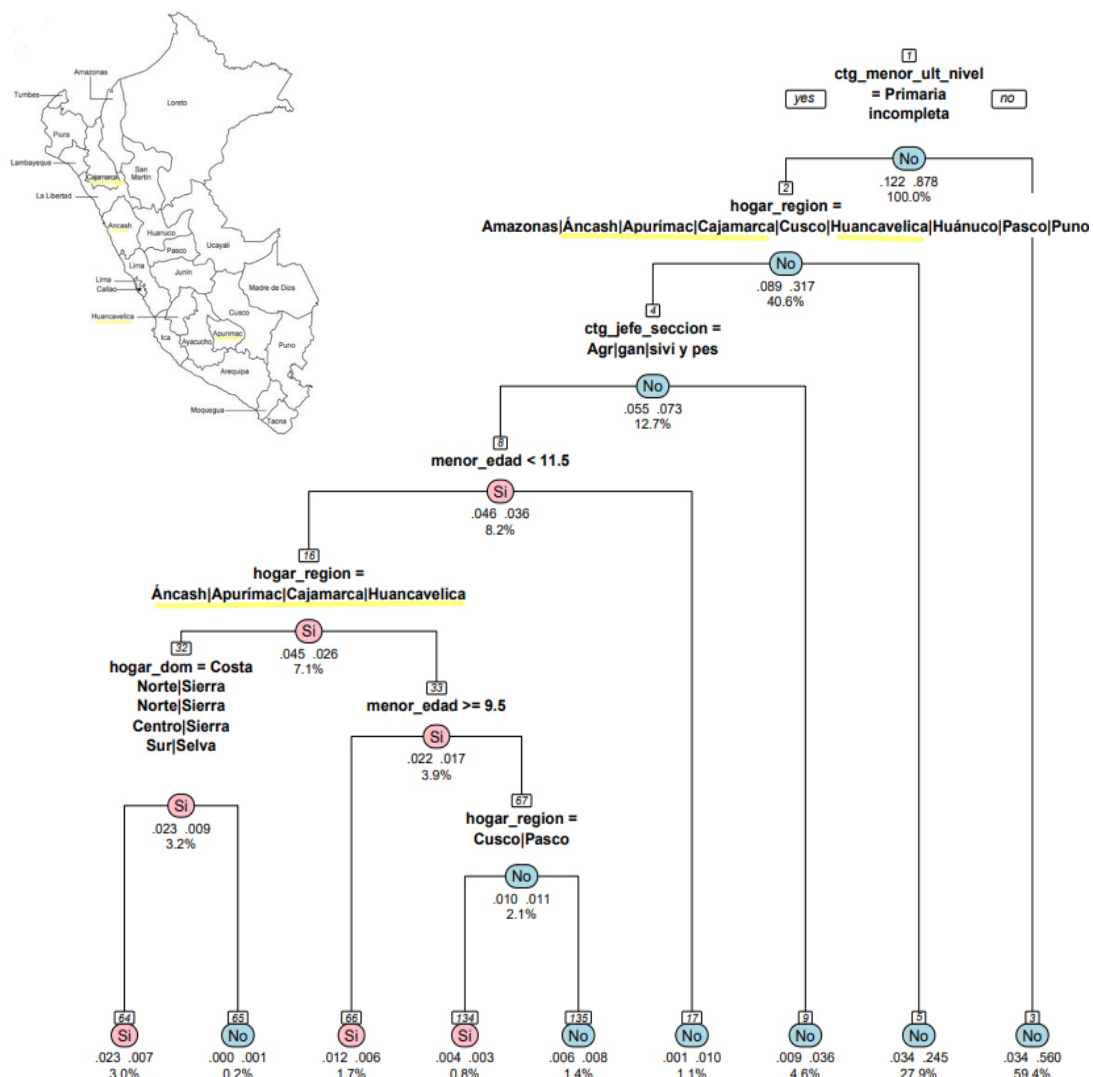 Amazonas
Tumbes
Loreto
Piura
Lambayeque
Cajamarca
San
Martín
La Libertad
Ancash
Huanuco
Ucayali
Pasco
Lima
Junín
Lima
Callao
Madre de Dios
Huancavelica
Cusco
Apurimac
Ica
Ayacucho
Puno
Arequipa
Moquegua
Tacna
1
ctg_menor_ult_nivel
= Primaria
incompleta
yes
no
No
.122 .878
100.0%
2
hogar_region =
Amazonas|Áncash|Apurímac|Cajamarca|Cusco|Huancavelica|Huánuco|Pasco|Puno
No
.089 .317
40.6%
4
ctg_jefe_seccion =
Agr|gan|sivi y pes
No
.055 .073
12.7%
8
menor_edad < 11.5
Si
.046 .036
8.2%
16
hogar_region =
Áncash|Apurímac|Cajamarca|Huancavelica
Si
.045 .026
7.1%
32
hogar_dom = Costa
Norte|Sierra
Norte|Sierra
Centro|Sierra
Sur|Selva
Si
.023 .009
3.2%
33
menor_edad >= 9.5
Si
.022 .017
3.9%
67
hogar_region =
Cusco|Pasco
No
.010 .011
2.1%
64 65 66 134 135 17 9 5 3
Si No Si Si No No No No No
.023 .007 .000 .001 .012 .006 .004 .003 .006 .008 .001 .010 .009 .036 .034 .245 .034 .560
3.0% 0.2% 1.7% 0.8% 1.4% 1.1% 4.6% 27.9% 59.4%